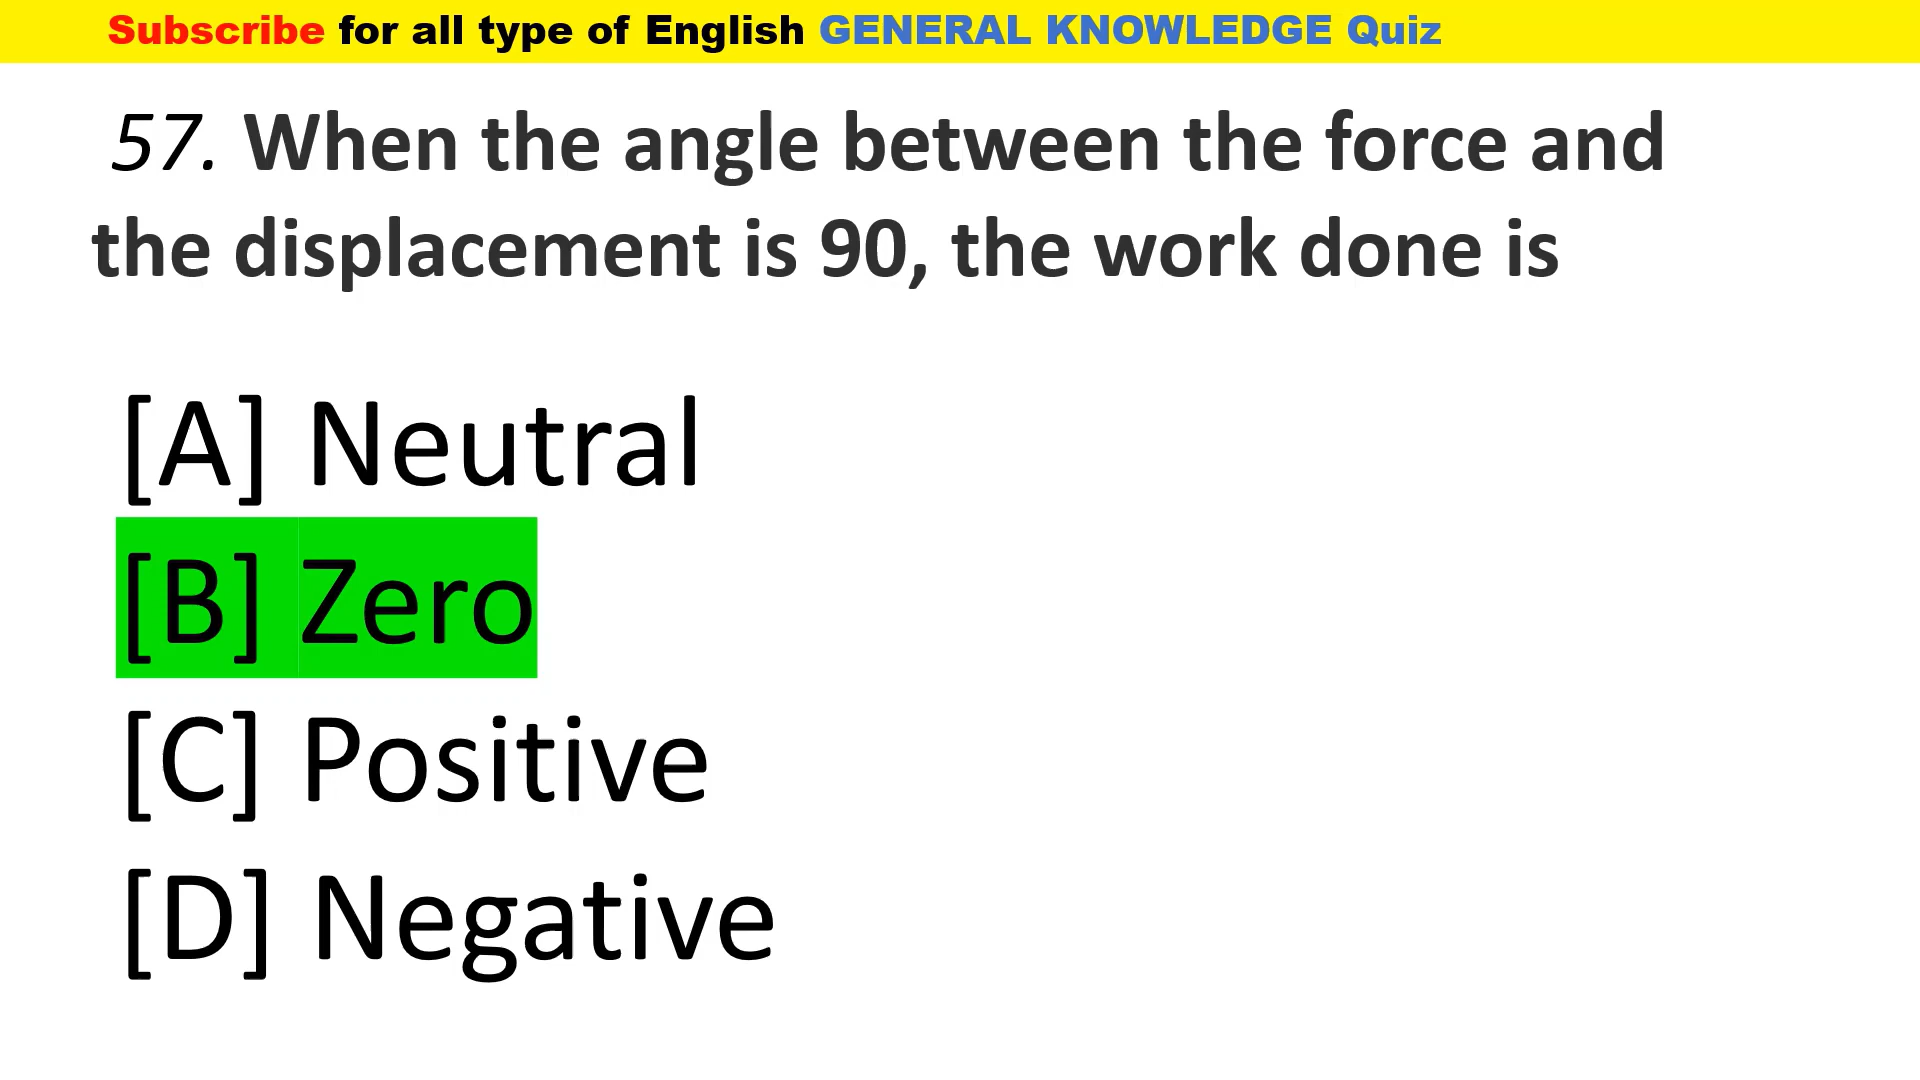 Subscribe for all type of English GENERAL KNOWLEDGE Quiz
57. When the angle between the force and
the displacement is 90, the work done is
[A] Neutral
[B] Zero
[C] Positive
[D] Negative